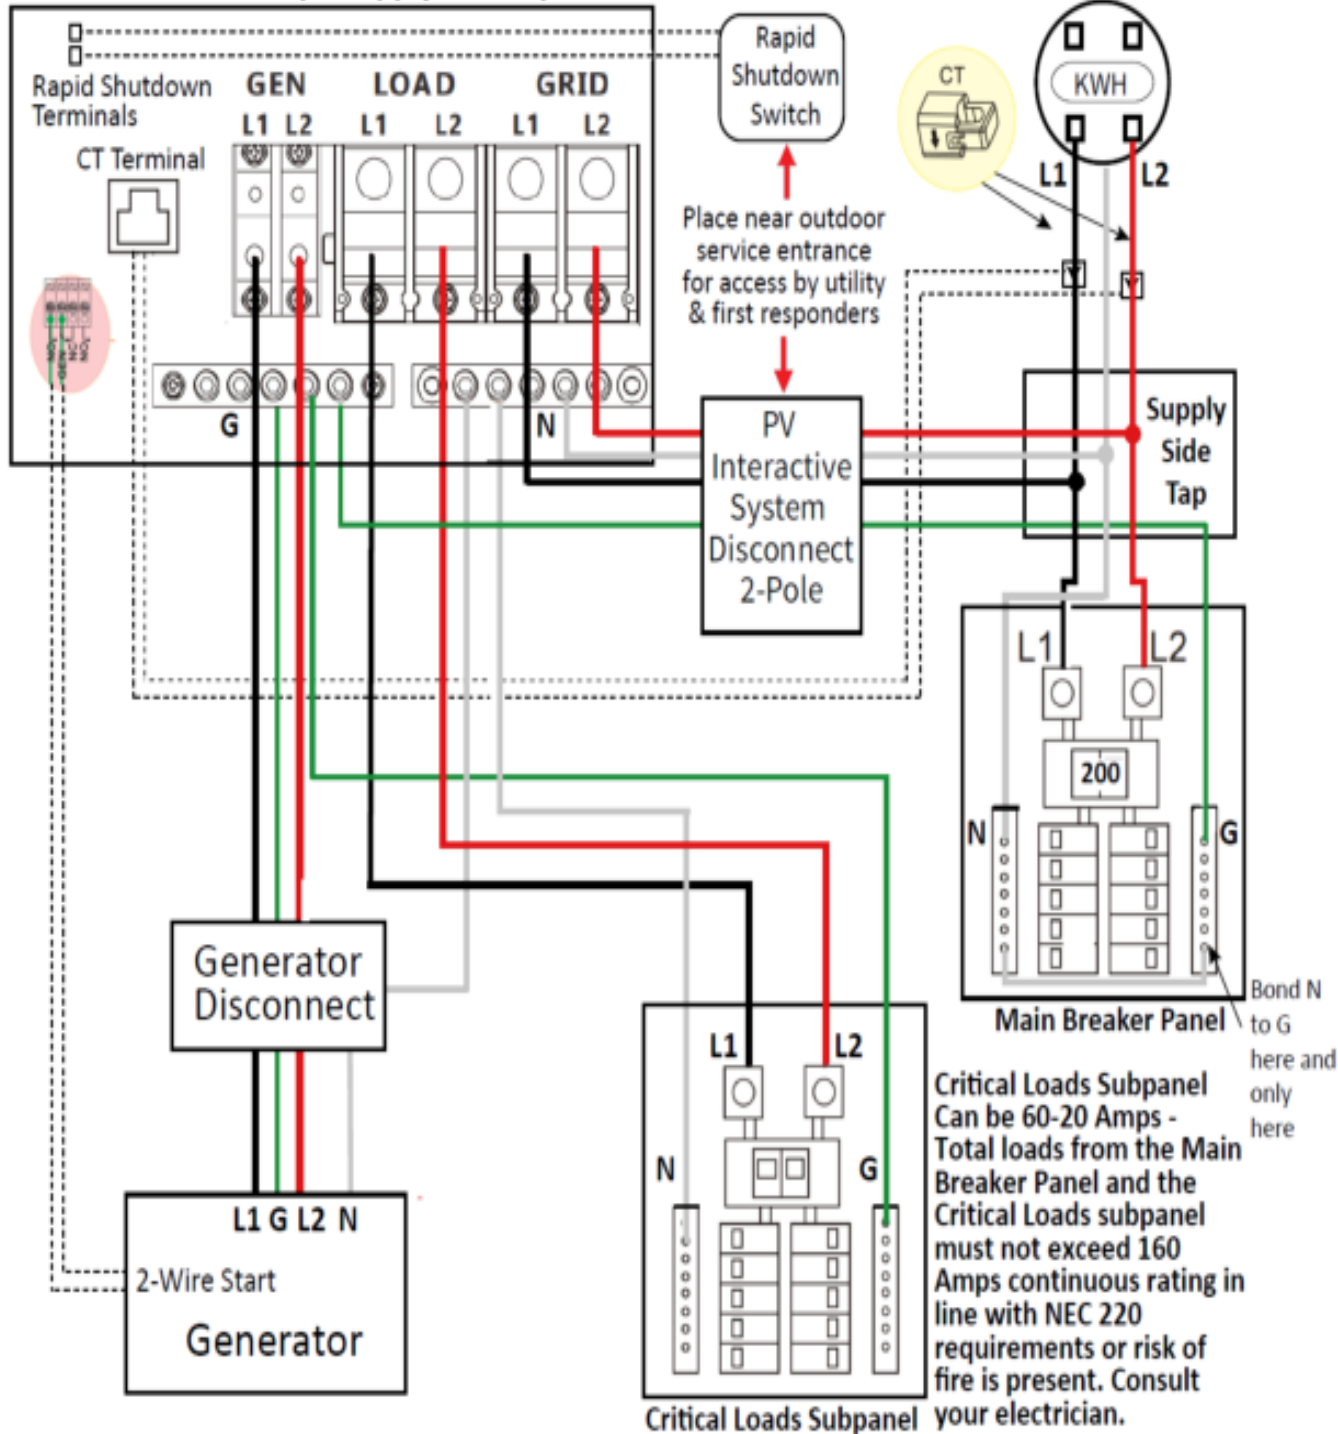 Rapid Shutdown
Terminals
GEN
LOAD
GRID
L1 L2
L1
L2
L1
L2
CT Terminal
NO
GEN
NC
NO
G
N
Rapid
Shutdown
Switch
Place near outdoor
service entrance
for access by utility
& first responders
PV
Interactive
System
Disconnect
2-Pole
CT
KWH
L1
L2
Supply
Side
Tap
L1
L2
200
N
G
Main Breaker Panel
Bond N
to G
here and
only
here
Generator
Disconnect
L1 G L2 N
2-Wire Start
Generator
L1
L2
N
G
Critical Loads Subpanel
Critical Loads Subpanel
Can be 60-20 Amps -
Total loads from the Main
Breaker Panel and the
Critical Loads subpanel
must not exceed 160
Amps continuous rating in
line with NEC 220
requirements or risk of
fire is present. Consult
your electrician.